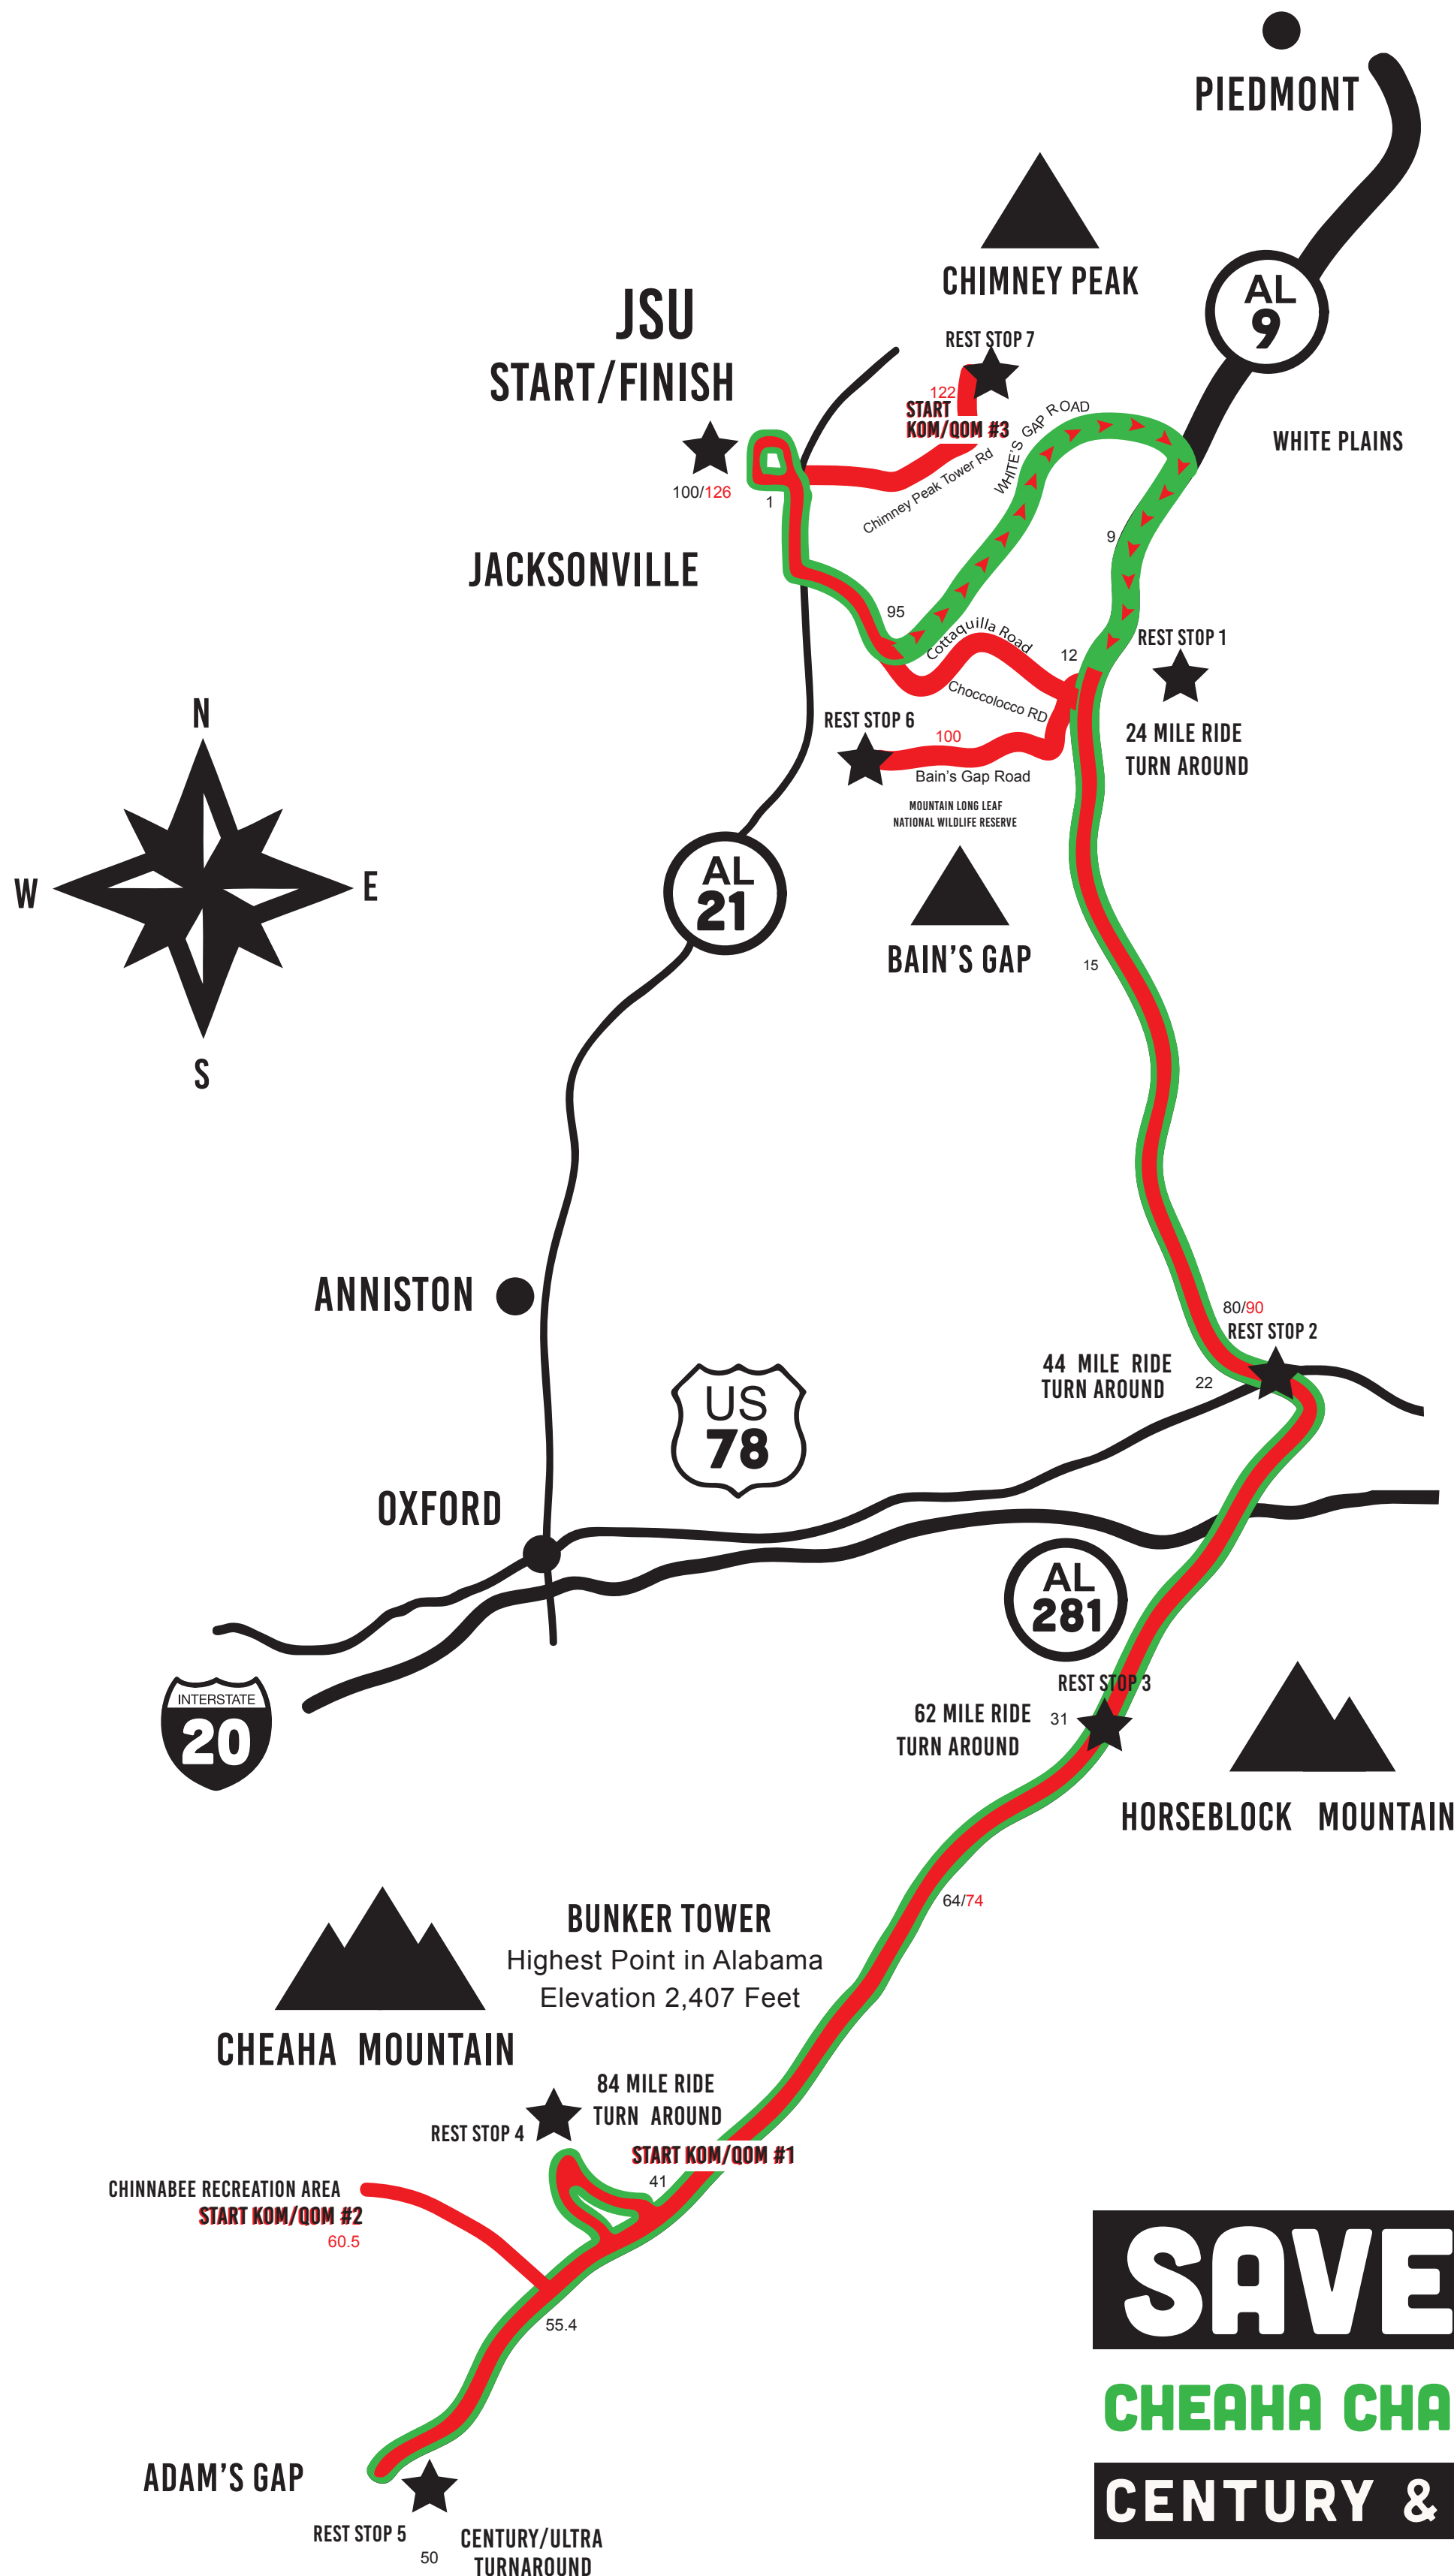 PIEDMONT
CHIMNEY PEAK
AL
9
JSU
START/FINISH
REST STOP 7
122
START
KOM/QOM #3
WHITE'S GAP ROAD
WHITE PLAINS
Chimney Peak Tower Rd
100/126
1
9
JACKSONVILLE
95
Cottaquilla Road
12
REST STOP 1
Choccolocco RD
24 MILE RIDE
TURN AROUND
REST STOP 6
100
Bain's Gap Road
MOUNTAIN LONG LEAF
NATIONAL WILDLIFE RESERVE
N
W
E
S
AL
21
BAIN'S GAP
15
ANNISTON
80/90
REST STOP 2
44 MILE RIDE
TURN AROUND
22
US
78
OXFORD
AL
281
INTERSTATE
20
REST STOP 3
62 MILE RIDE
TURN AROUND
31
HORSEBLOCK MOUNTAIN
64/74
BUNKER TOWER
Highest Point in Alabama
Elevation 2,407 Feet
CHEAHA MOUNTAIN
84 MILE RIDE
TURN AROUND
REST STOP 4
START KOM/QOM #1
41
CHINNABEE RECREATION AREA
START KOM/QOM #2
60.5
55.4
SAVE
CHEAHA CHA
CENTURY &
ADAM'S GAP
REST STOP 5
50
CENTURY/ULTRA
TURNAROUND